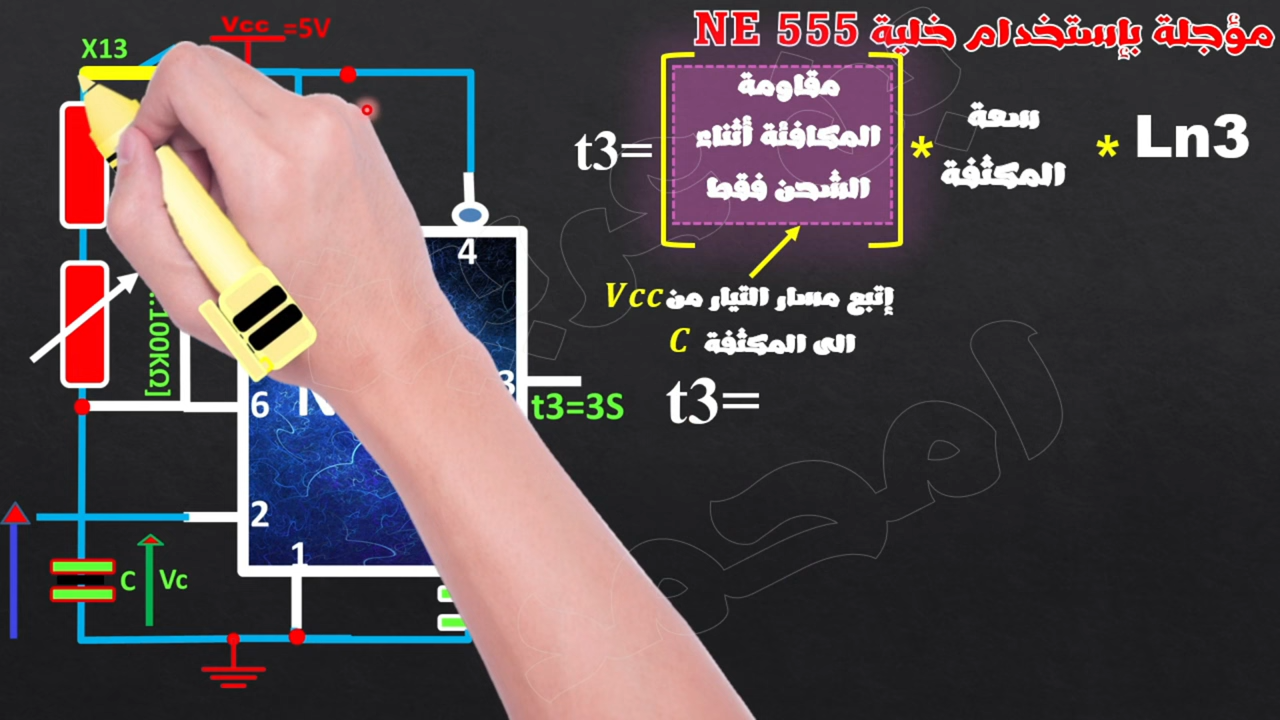 مؤجلة بإستخدام خلية NE 555
Vcc =5V
X13
t3=
مقاومة
المكافئة أثناء
الشحن فقط
*
سعة
المكثفة
*
Ln3
إتبع مسار التيار من Vcc
الى المكثفة C
t3=
4
3
6
2
1
100KΩ]
t3=3S
C
Vc